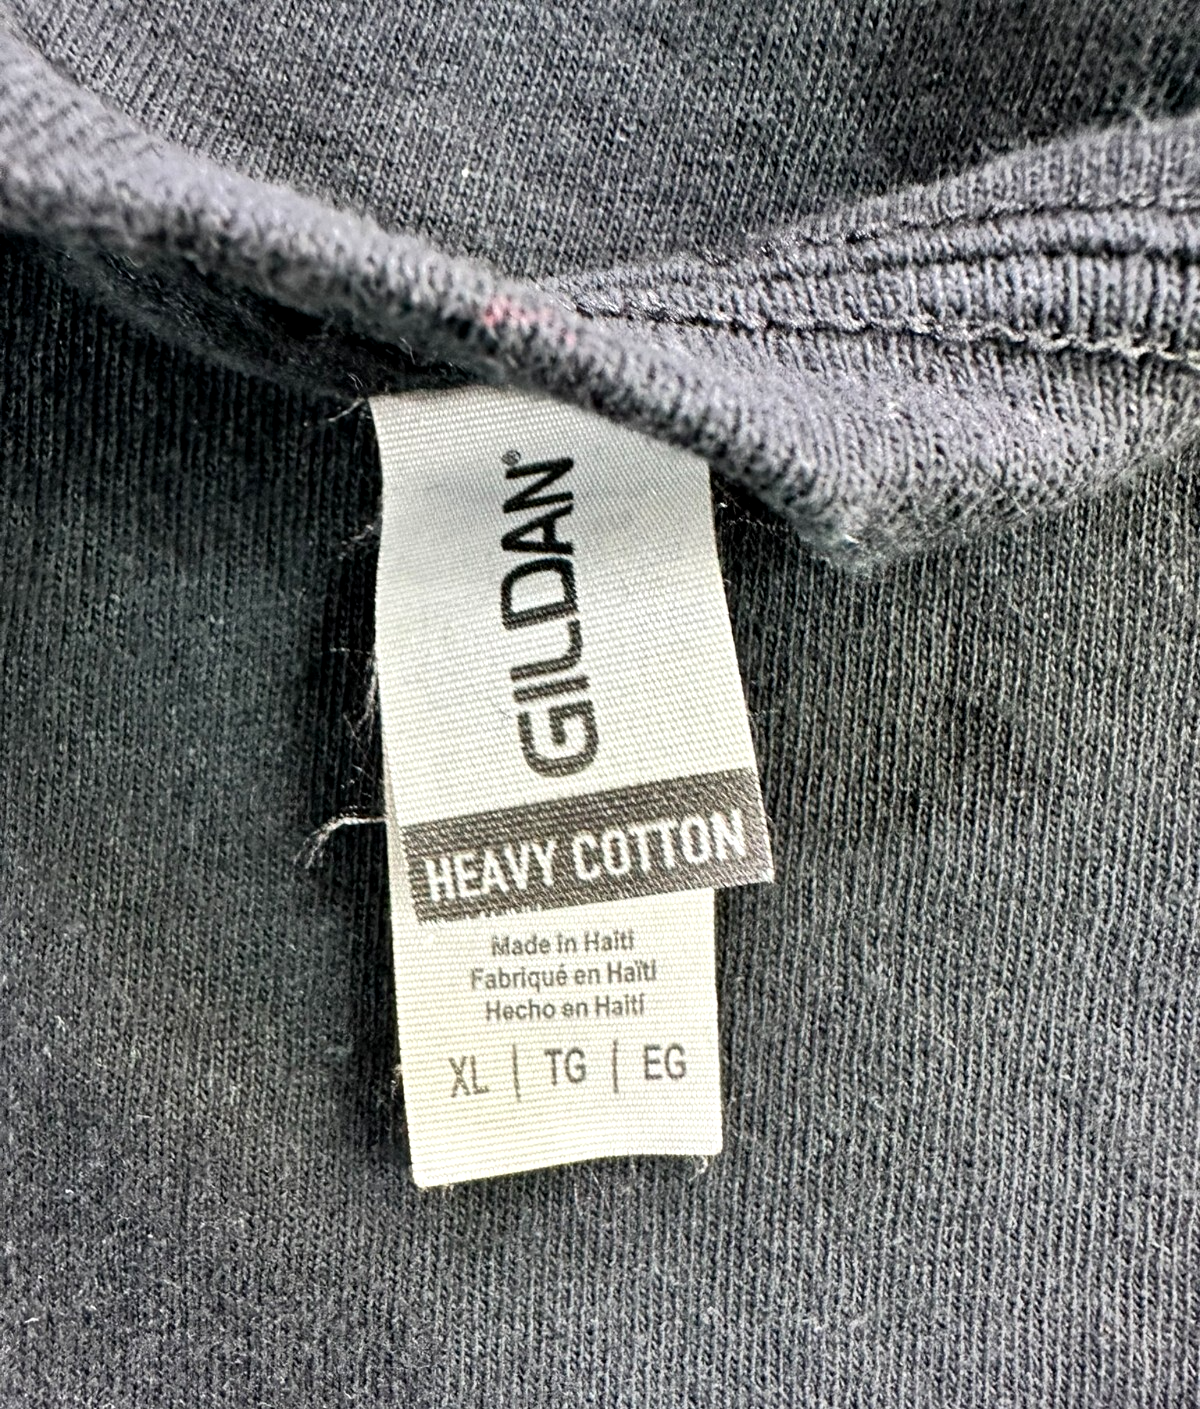 GILDAN®
HEAVY COTTON
Made in Haiti
Fabriqué en Haïti
Hecho en Haití
XL | TG | EG